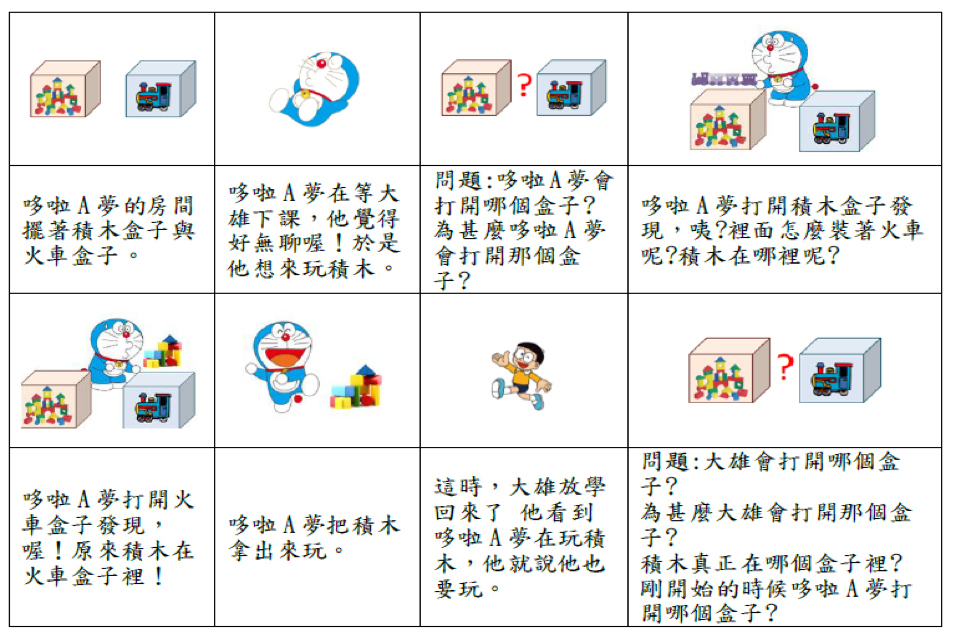 ?
哆啦A夢的房間
擺著積木盒子與
火車盒子。
哆啦A夢在等大
雄下課，他覺得
好無聊喔！於是
他想來玩積木。
問題:哆啦A夢會
打開哪個盒子?
為甚麼哆啦A夢
會打開那個盒
子?
哆啦A夢打開積木盒子發
現，咦?裡面怎麼裝著火車
呢?積木在哪裡呢?
?
哆啦A夢打開火
車盒子發現，
喔！原來積木在
火車盒子裡！
哆啦A夢把積木
拿出來玩。
這時，大雄放學
回來了 他看到
哆啦A夢在玩積
木，他就說他也
要玩。
問題:大雄會打開哪個盒
子?
為甚麼大雄會打開那個盒
子?
積木真正在哪個盒子裡?
剛開始的時候哆啦A夢打
開哪個盒子?